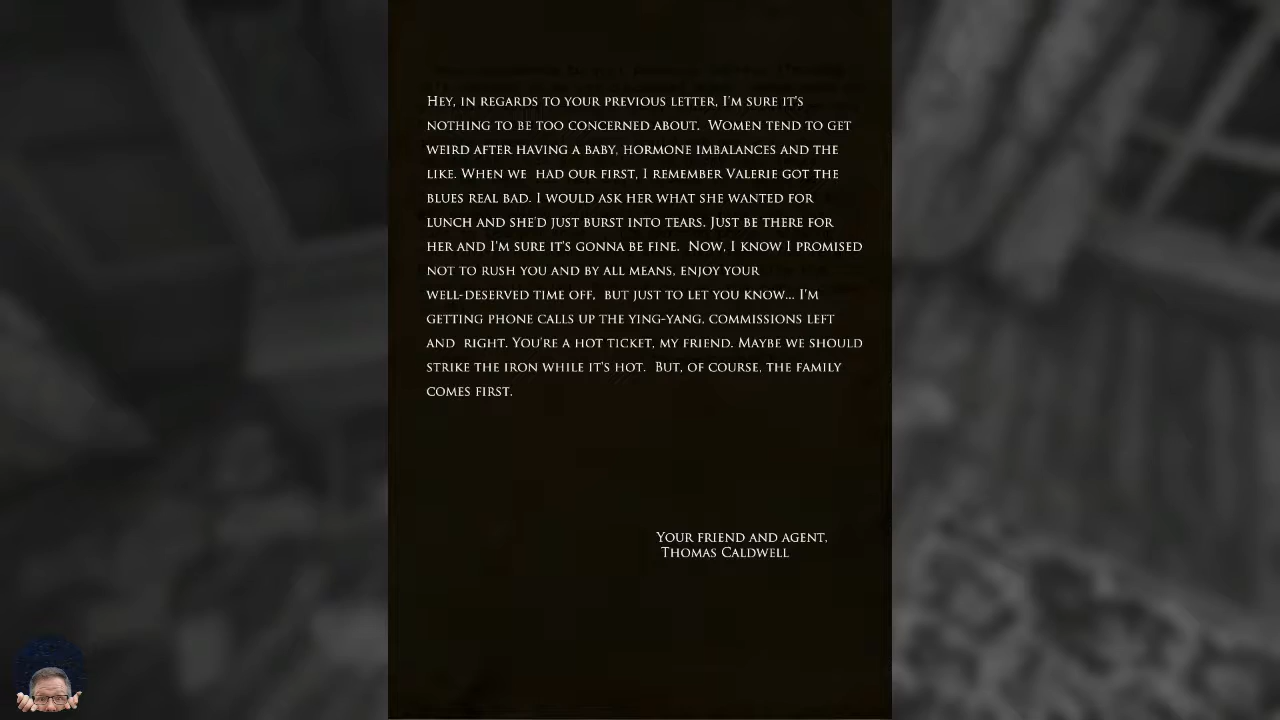 Hey, in regards to your previous letter, I'm sure it's
nothing to be too concerned about.  Women tend to get
weird after having a baby, hormone imbalances and the
like. When we  had our first, I remember Valerie got the
blues real bad. I would ask her what she wanted for
lunch and she'd just burst into tears. Just be there for
her and I'm sure it's gonna be fine.  Now, I know I promised
not to rush you and by all means, enjoy your
well-deserved time off,  but just to let you know... I'm
getting phone calls up the ying-yang, commissions left
and  right. You're a hot ticket, my friend. Maybe we should
strike the iron while it's hot.  But, of course, the family
comes first.
Your friend and agent,
Thomas Caldwell